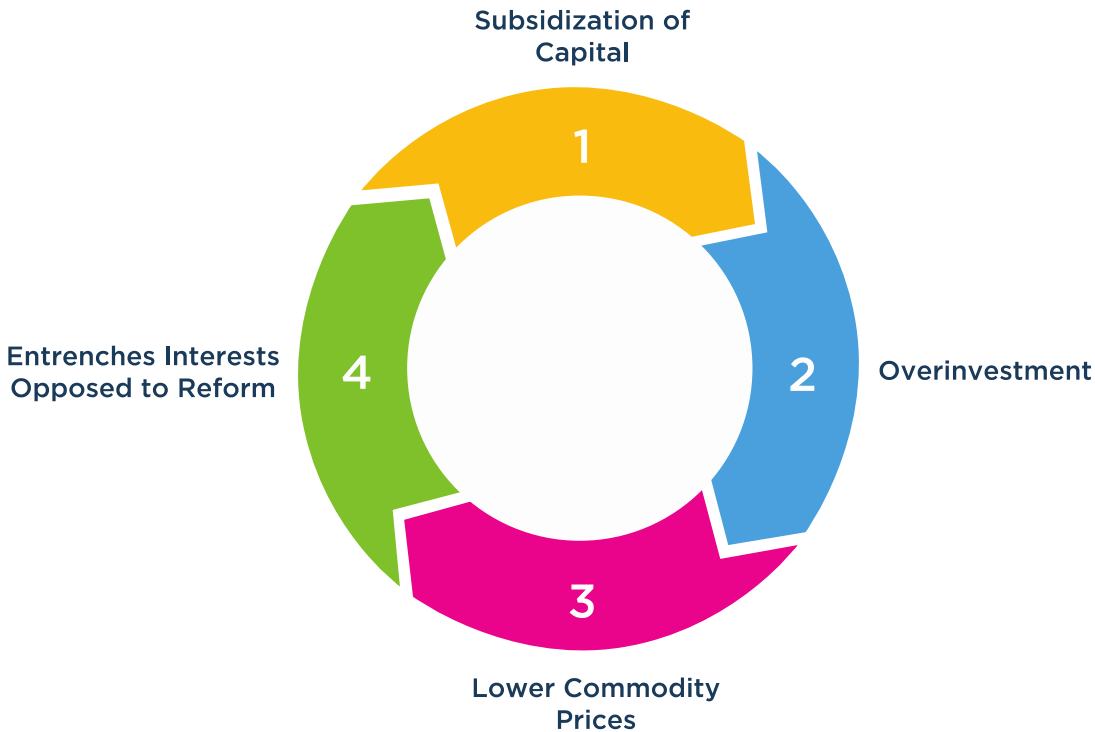 Subsidization of
Capital
1
2
Overinvestment
3
Lower Commodity
Prices
4
Entrenches Interests
Opposed to Reform